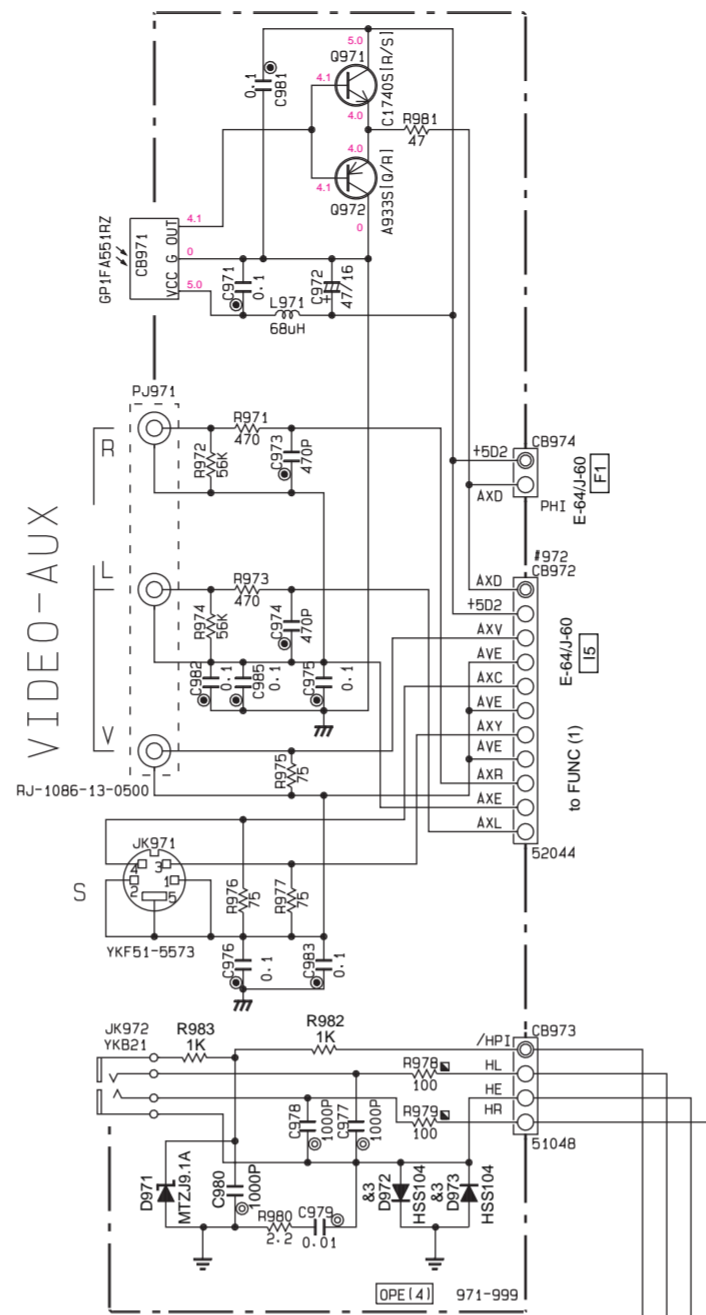 5.0
Q971
C1740S[R/S]
4.1
4.0
0.1
C981
R981
47
4.0
4.1
Q972
A933S[Q/R]
0
GP1FA551RZ
CB971
OUT
G
VCC
4.1
0
5.0
C971
0.1
L971
68uH
C972
+
47/16
PJ971
VIDEO-AUX
R
R971
470
R972
56K
C973
470P
L
R973
470
R974
56K
C974
470P
C982
0.1
C985
0.1
C975
0.1
V
R975
75
RJ-1086-13-0500
+5D2
AXD
CB974
PHI
E-64/J-60
F1
#972
CB972
AXD
+5D2
AXV
AVE
AXC
AVE
AXY
AVE
AXR
AXE
AXL
52044
E-64/J-60
I5
to FUNC (1)
S
JK971
4
3
2
1
5
YKF51-5573
R976
75
R977
75
C976
0.1
C983
0.1
JK972
YKB21
R983
1K
R982
1K
/HPI
CB973
HL
HE
HR
51048
R978
100
R979
100
C978
1000P
C977
1000P
D971
MTZJ9.1A
C980
1000P
R980
2.2
C979
0.01
&3
D972
HSS104
&3
D973
HSS104
OPE(4)
971-999